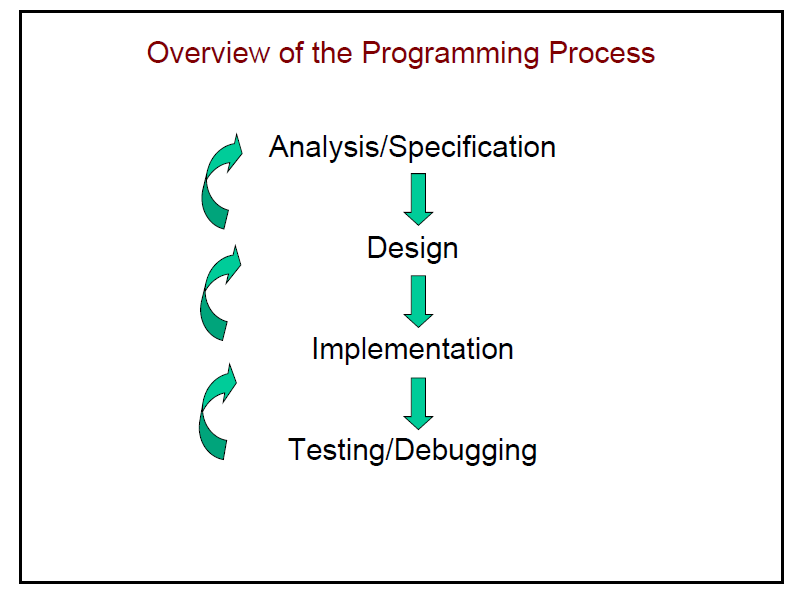 Overview of the Programming Process
Analysis/Specification
Design
Implementation
Testing/Debugging